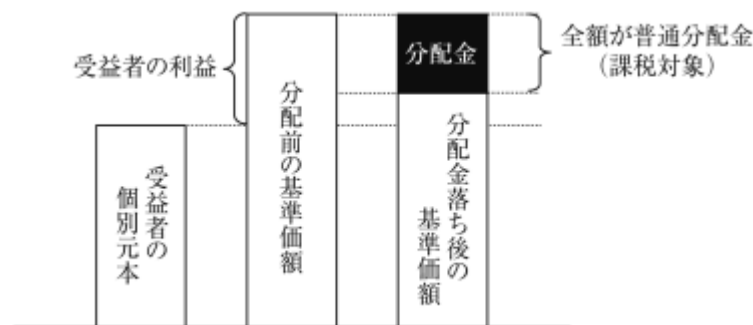 受益者の利益
分配金
全額が普通分配金
(課税対象)
受益者の
個別元本
分配前の基準価額
分配金落ち後の
基準価額